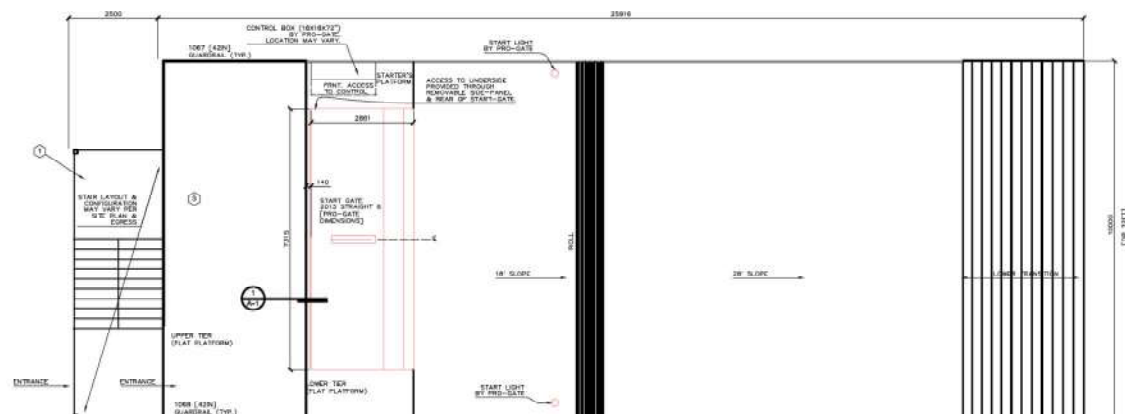 2500
25916
CONTROL BOX (16X16X72")
BY PRO-GATE.
LOCATION MAY VARY.
START LIGHT
BY PRO-GATE
1067 [42IN]
GUARDRAIL (TYP.)
STARTER'S
PLATFORM
PRNT. ACCESS
TO CONTROL
ACCESS TO UNDERSIDE
PROVIDED THROUGH
REMOVABLE SIDE-PANEL
& REAR OF START-GATE.
2861
1
3
STAIR LAYOUT &
CONFIGURATION
MAY VARY PER
SITE PLAN &
EGRESS
140
START GATE
2013 STRAIGHT 8
[PRO-GATE
DIMENSIONS]
7315
ROLL
10000
18' SLOPE
28' SLOPE
LOWER TRANSITION
1
A-1
UPPER TIER
(FLAT PLATFORM)
ENTRANCE
ENTRANCE
LOWER TIER
(FLAT PLATFORM)
START LIGHT
BY PRO-GATE
1068 [42IN]
GUARDRAIL (TYP.)